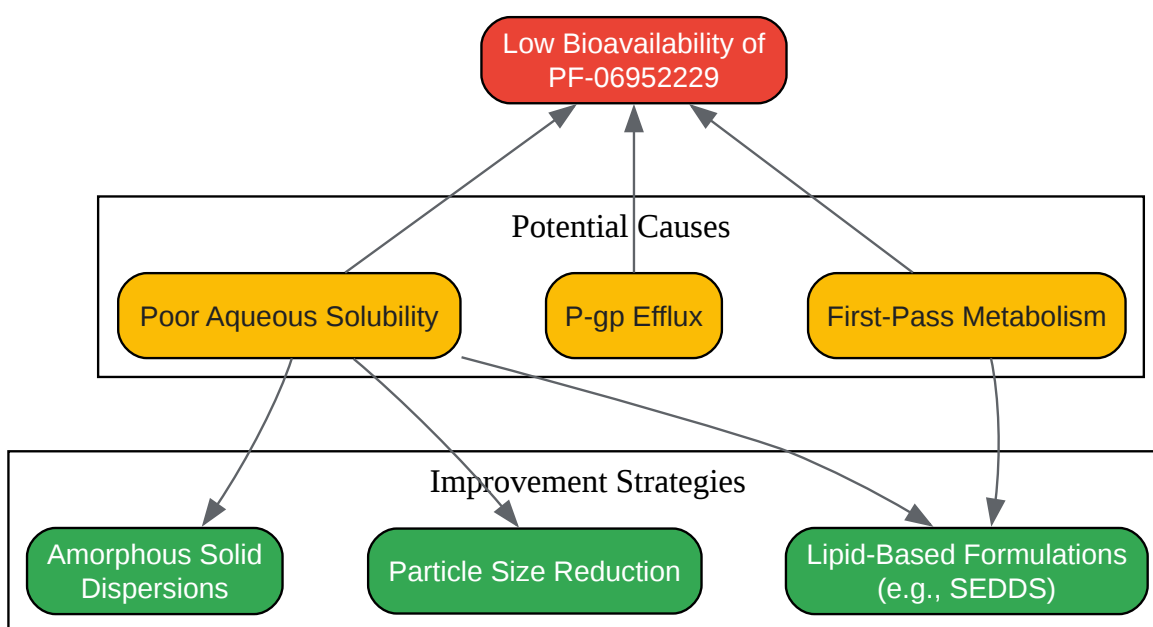 Low Bioavailability of
PF-06952229
Potential Causes
Poor Aqueous Solubility
P-gp Efflux
First-Pass Metabolism
Improvement Strategies
Amorphous Solid
Dispersions
Particle Size Reduction
Lipid-Based Formulations
(e.g., SEDDS)